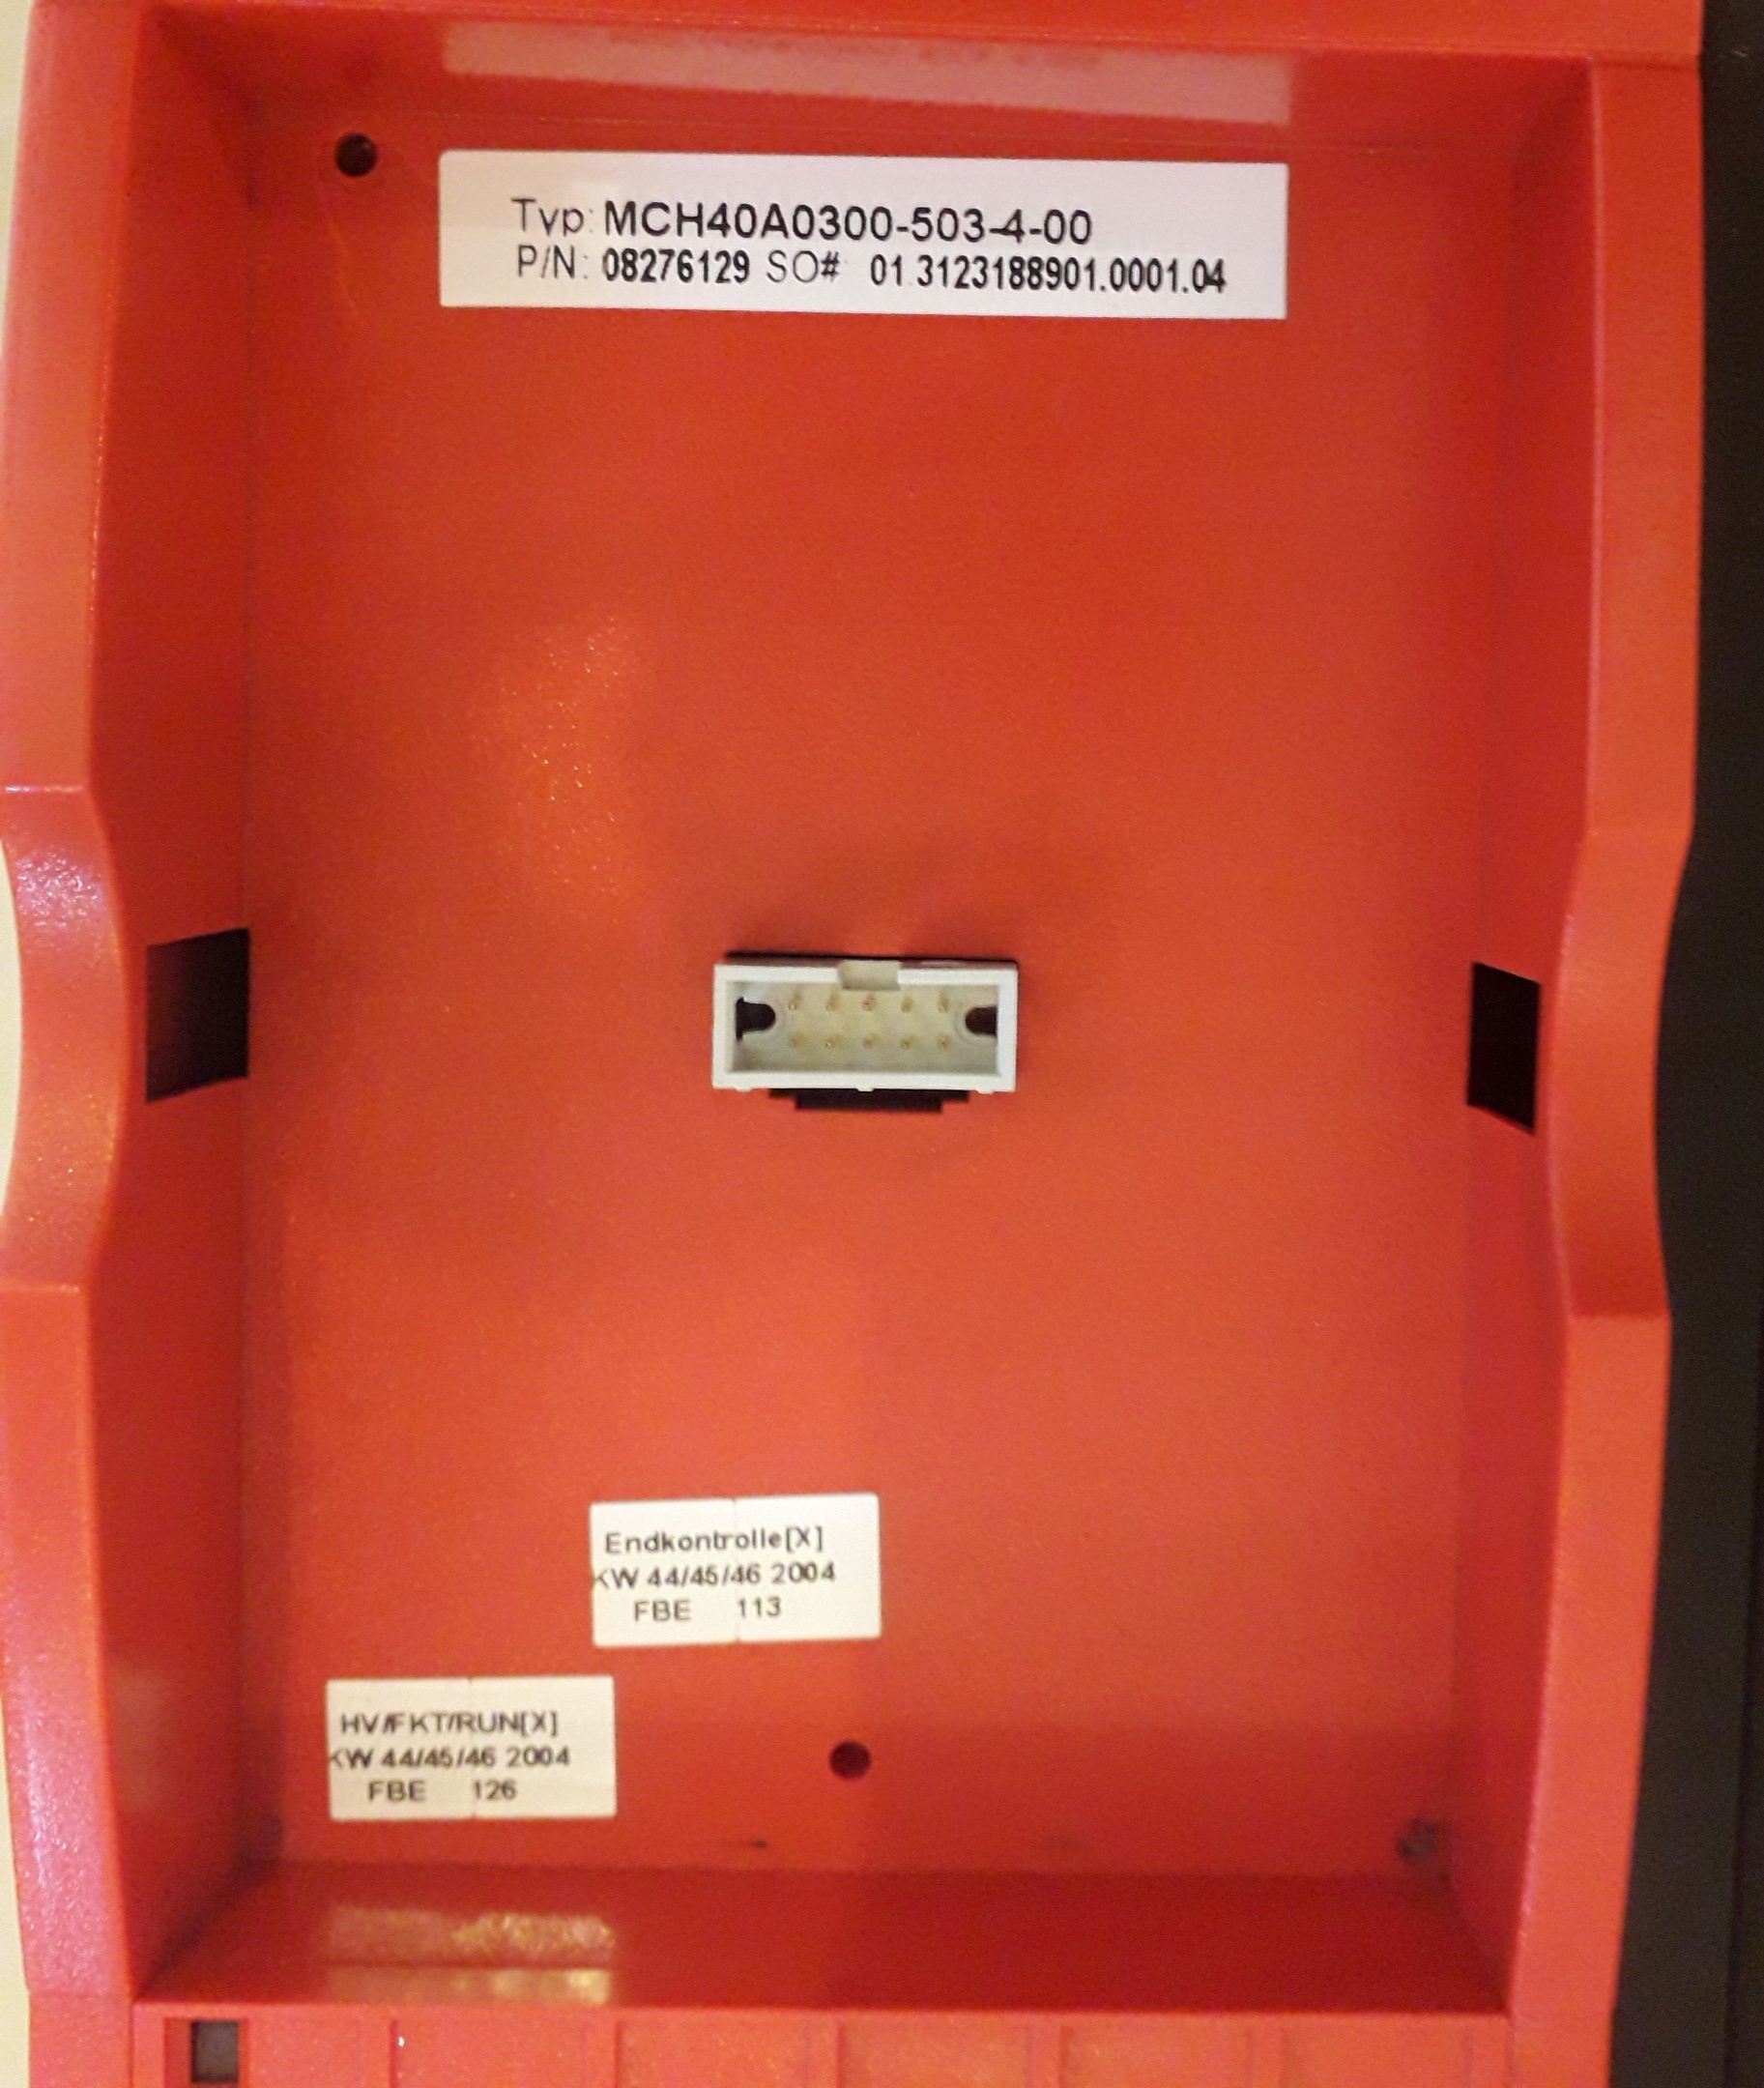 Typ: MCH40A0300-503-4-00
P/N: 08276129 SO# 01.3123188901.0001.04
Endkontrolle[X]
KW 44/45/46 2004
FBE 113
HV/FKT/RUN[X]
KW 44/45/46 2004
FBE 126